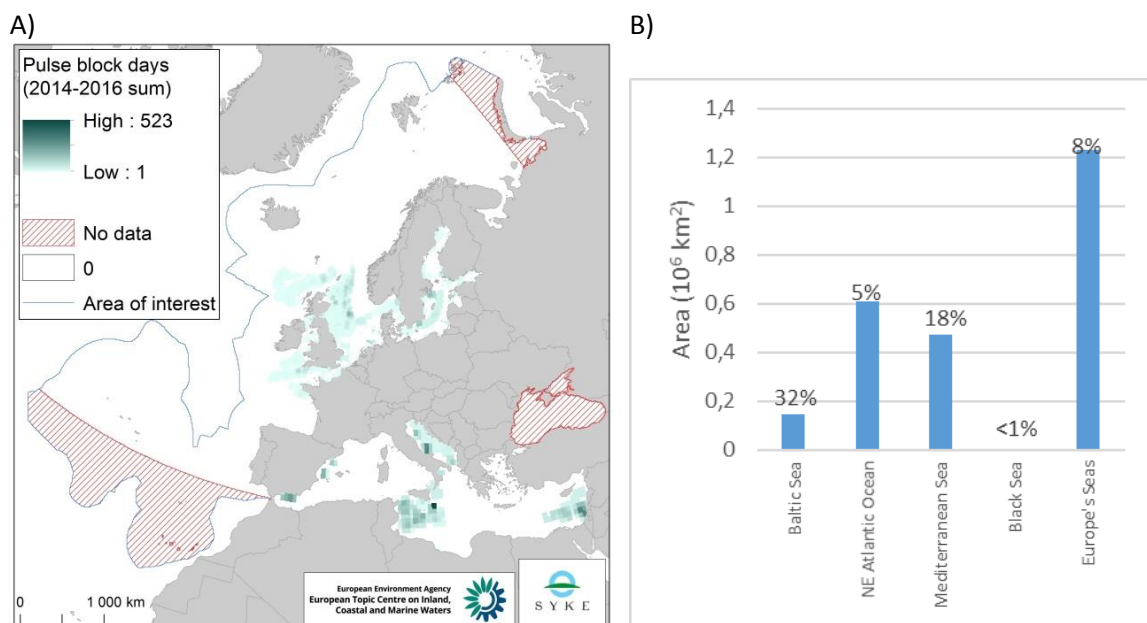 A)
Pulse block days
(2014-2016 sum)
High : 523
Low : 1
No data
0
Area of interest
0 1 000 km
European Environment Agency
European Topic Centre on Inland,
Coastal and Marine Waters
S Y K E
B)
Area (10⁶ km²)
1,4
1,2
1
0,8
0,6
0,4
0,2
0
32%
5%
18%
<1%
8%
Baltic Sea
NE Atlantic Ocean
Mediterranean Sea
Black Sea
Europe's Seas